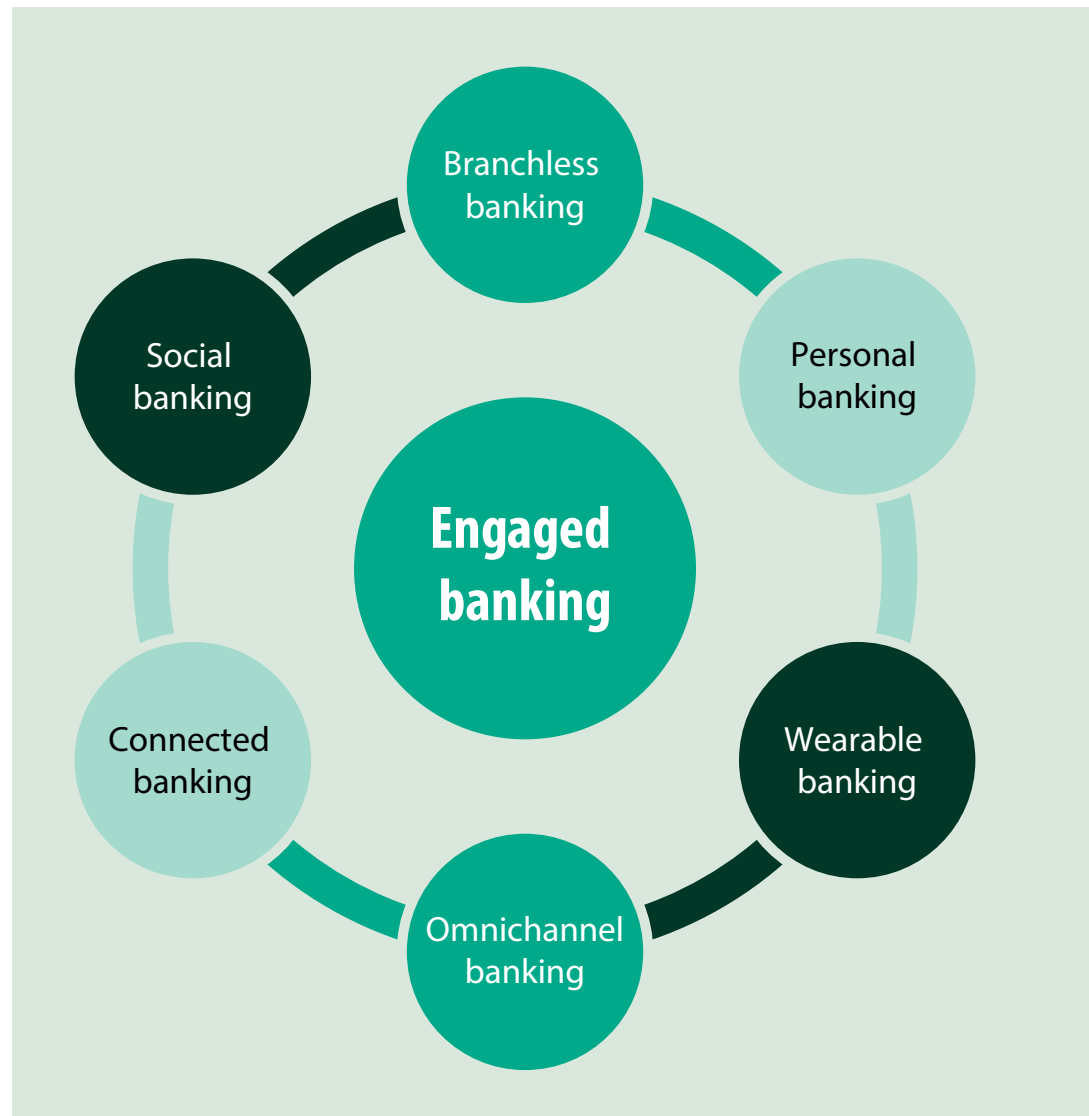 Branchless
banking
Social
banking
Personal
banking
Engaged
banking
Connected
banking
Wearable
banking
Omnichannel
banking